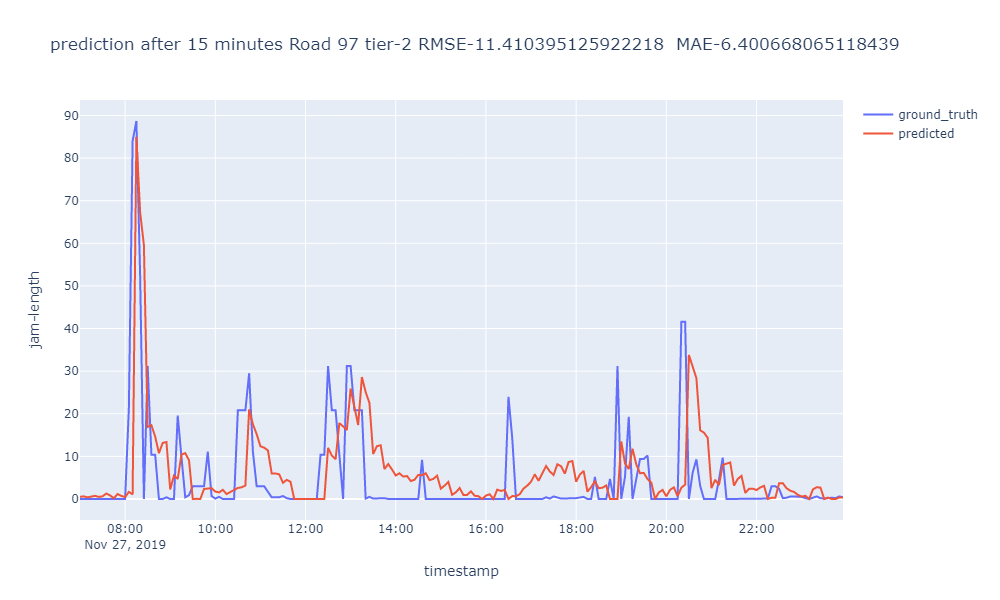 prediction after 15 minutes Road 97 tier-2 RMSE-11.410395125922218  MAE-6.400668065118439
ground_truth
predicted
90
80
70
60
50
40
30
20
10
0
jam-length
08:00 10:00 12:00 14:00 16:00 18:00 20:00 22:00
Nov 27, 2019
timestamp